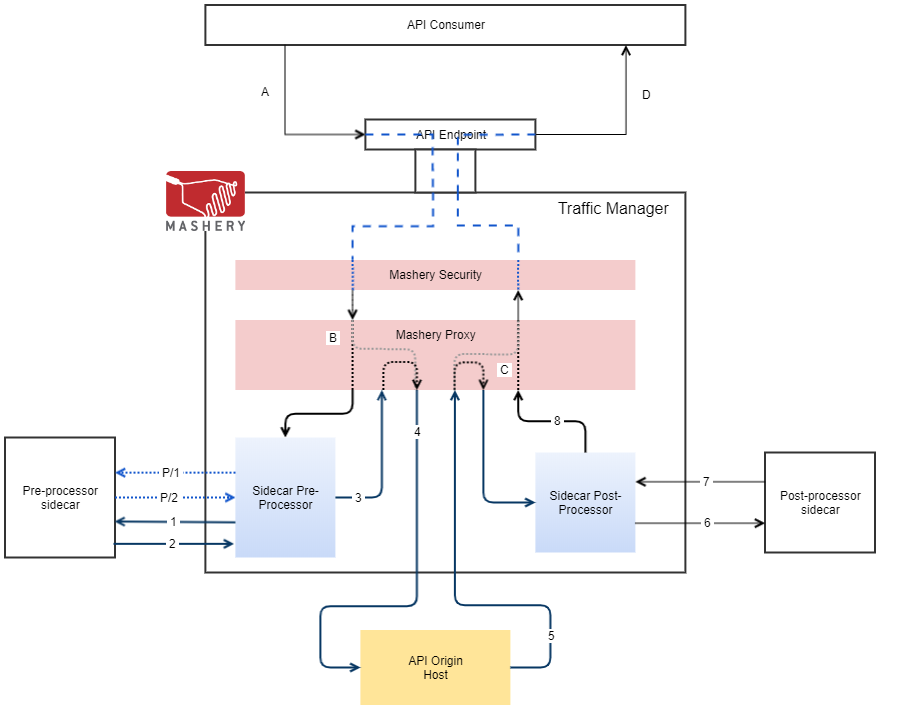 API Consumer
A
D
API Endpoint
MASHERY
Traffic Manager
Mashery Security
B
Mashery Proxy
C
4
8
Pre-processor
sidecar
P/1
P/2
1
2
Sidecar Pre-
Processor
3
Sidecar Post-
Processor
7
6
Post-processor
sidecar
5
API Origin
Host